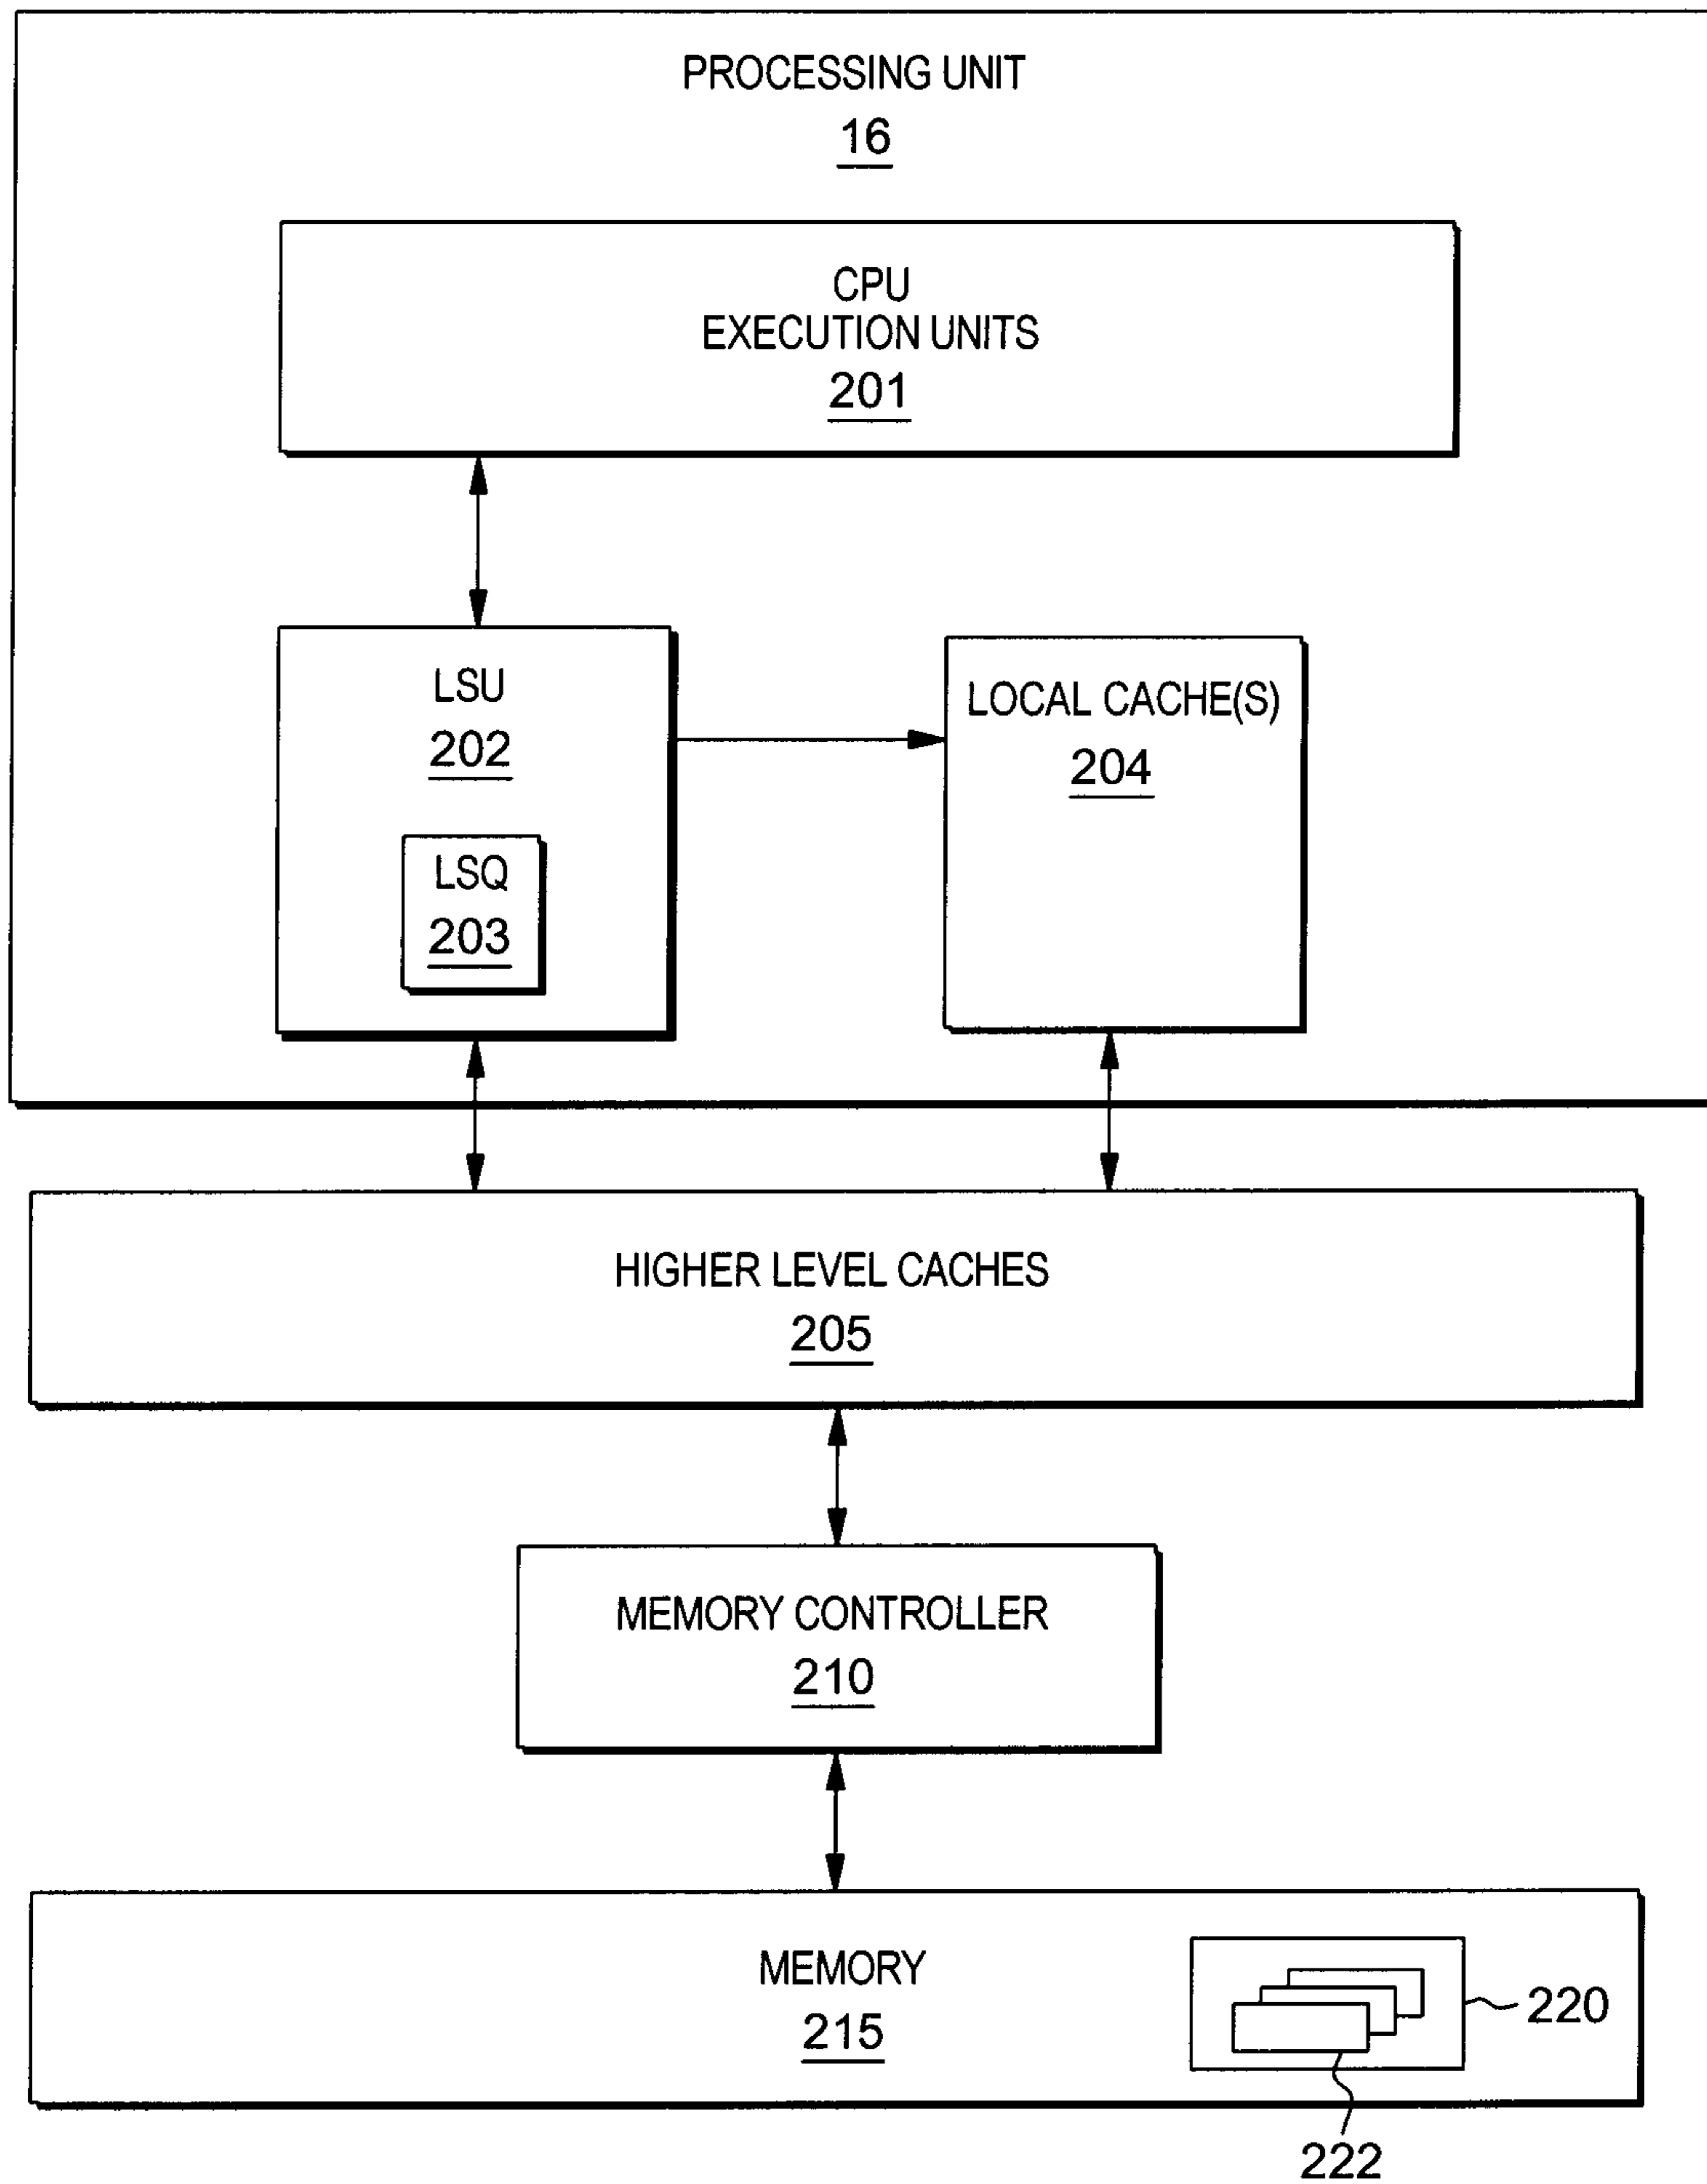 PROCESSING UNIT
16
CPU
EXECUTION UNITS
201
LSU
202
LSQ
203
LOCAL CACHE(S)
204
HIGHER LEVEL CACHES
205
MEMORY CONTROLLER
210
MEMORY
215
220
222